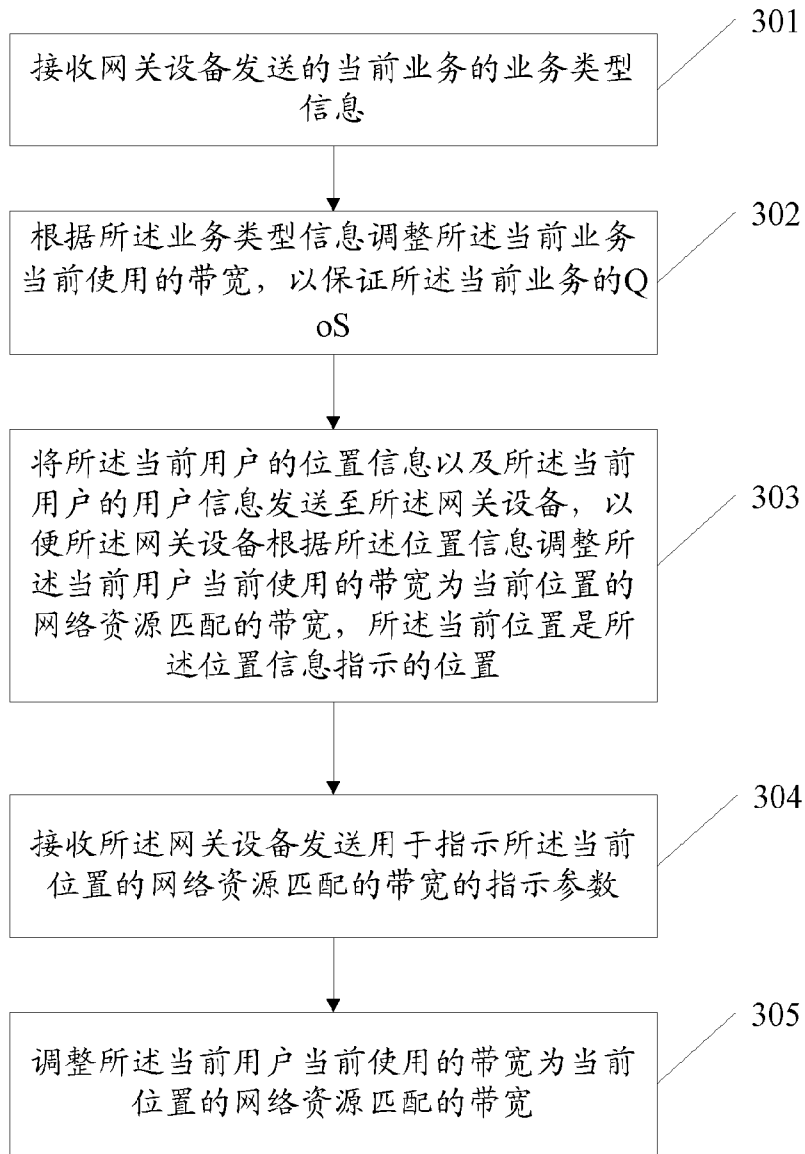 301
接收网关设备发送的当前业务的业务类型
信息
302
根据所述业务类型信息调整所述当前业务
当前使用的带宽，以保证所述当前业务的Q
oS
303
将所述当前用户的位置信息以及所述当前
用户的用户信息发送至所述网关设备，以
便所述网关设备根据所述位置信息调整所
述当前用户当前使用的带宽为当前位置的
网络资源匹配的带宽，所述当前位置是所
述位置信息指示的位置
304
接收所述网关设备发送用于指示所述当前
位置的网络资源匹配的带宽的指示参数
305
调整所述当前用户当前使用的带宽为当前
位置的网络资源匹配的带宽